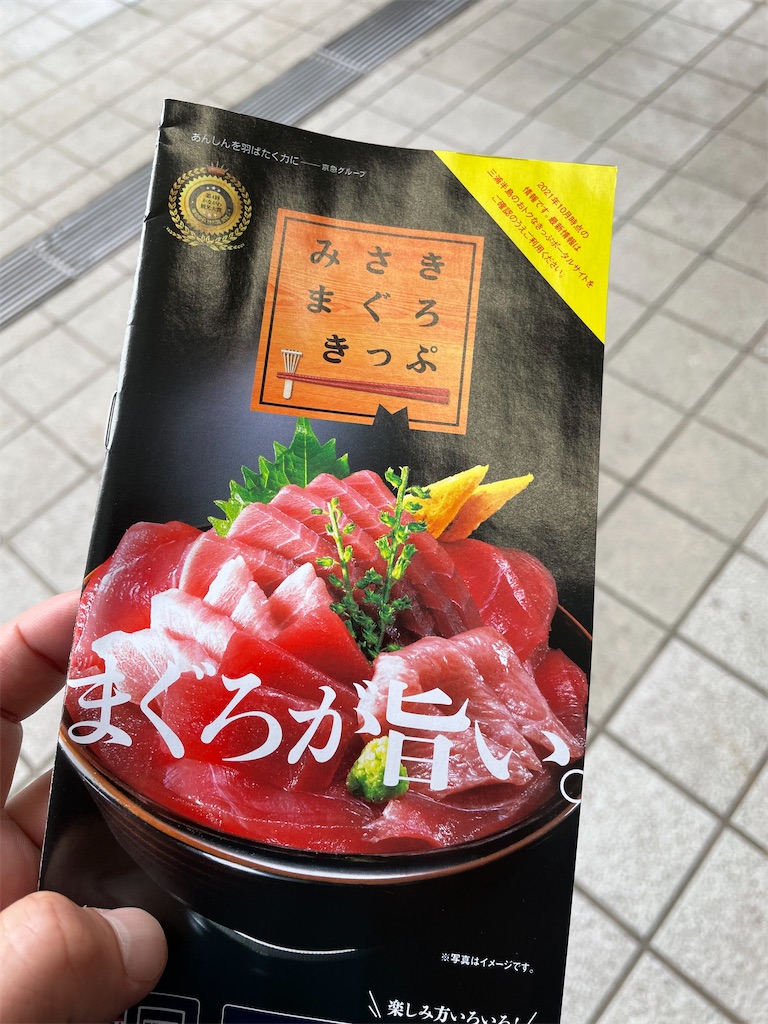 あんしんを羽ばたく力に── 京急グループ
2021年10月時点の
情報です。最新情報は
三浦半島のおトクなきっぷポータルサイトを
ご確認のうえご利用ください。
みさき
まぐろ
きっぷ
まぐろが旨い。
※写真はイメージです。
楽しみ方いろいろ!